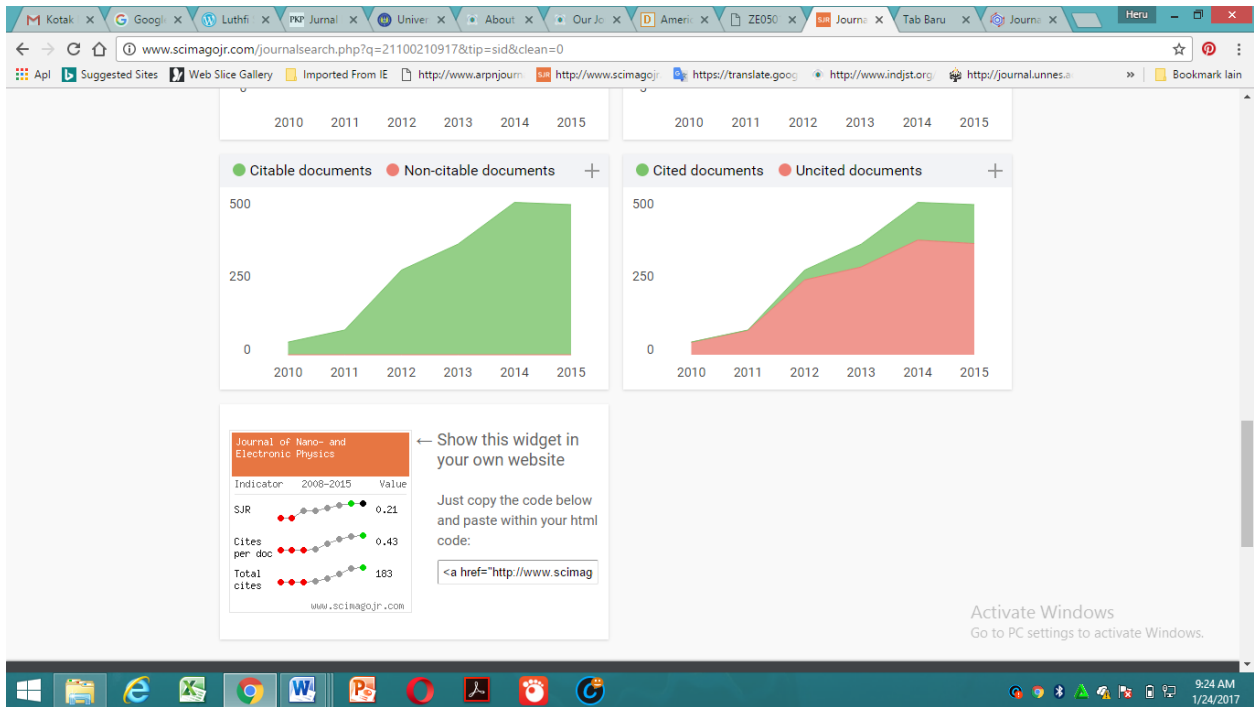 Kotak
Googl
Luthfi
PKP Jurnal
Univer
About
Our Jo
D Americ
ZE050
SJR Journa
Tab Baru
Journa
Heru
www.scimagojr.com/journalsearch.php?q=21100210917&tip=sid&clean=0
Apl Suggested Sites Web Slice Gallery Imported From IE http://www.arpnjourn. SJR http://www.scimagojr. https://translate.goog http://www.indjst.org/ http://journal.unnes.a » Bookmark lain
2010 2011 2012 2013 2014 2015
2010 2011 2012 2013 2014 2015
Citable documents Non-citable documents +
500
250
0
2010 2011 2012 2013 2014 2015
Cited documents Uncited documents +
500
250
0
2010 2011 2012 2013 2014 2015
Journal of Nano- and
Electronic Physics
Indicator 2008-2015 Value
SJR 0.21
Cites
per doc 0.43
Total
cites 183
www.scimagojr.com
← Show this widget in
your own website
Just copy the code below
and paste within your html
code:
<a href="http://www.scimag
Activate Windows
Go to PC settings to activate Windows.
9:24 AM
1/24/2017